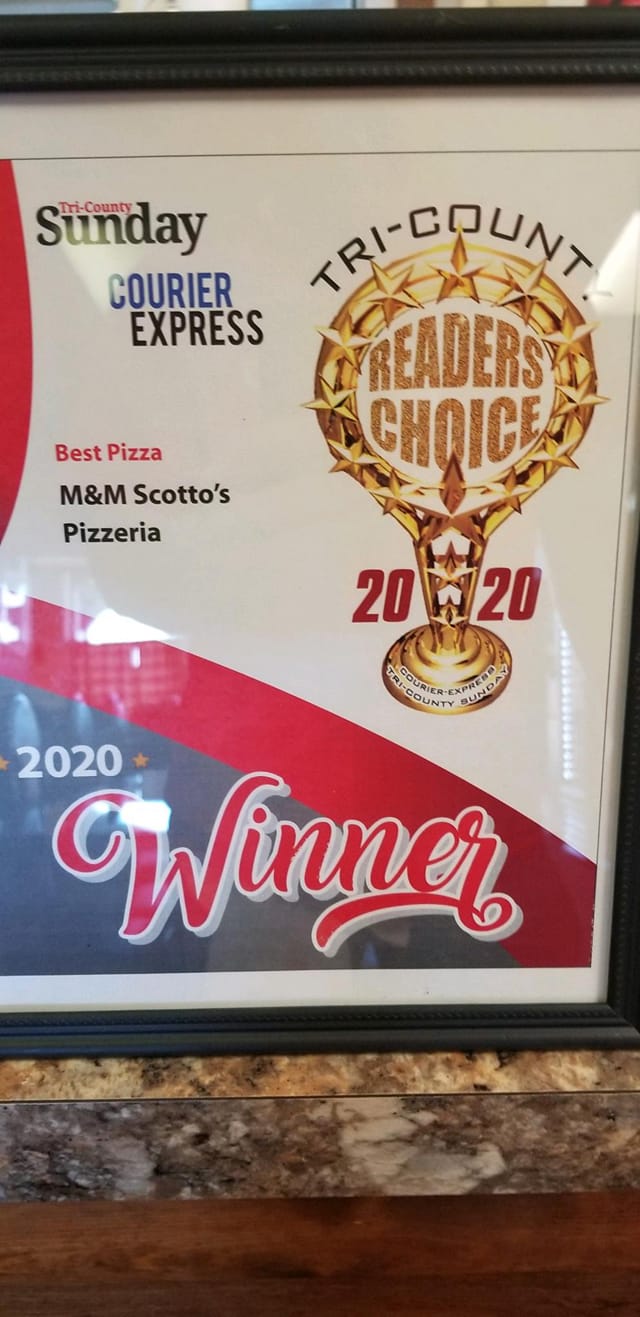 Tri-County
Sunday
COURIER
EXPRESS
TRI-COUNTY
READERS
CHOICE
Best Pizza
M&M Scotto's
Pizzeria
20 20
COURIER-EXPRESS
TRI-COUNTY SUNDAY
2020
Winner